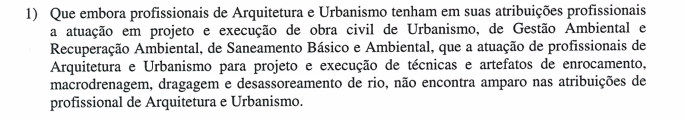 1) Que embora profissionais de Arquitetura e Urbanismo tenham em suas atribuições profissionais
a atuação em projeto e execução de obra civil de Urbanismo, de Gestão Ambiental e
Recuperação Ambiental, de Saneamento Básico e Ambiental, que a atuação de profissionais de
Arquitetura e Urbanismo para projeto e execução de técnicas e artefatos de enrocamento,
macrodrenagem, dragagem e desassoreamento de rio, não encontra amparo nas atribuições de
profissional de Arquitetura e Urbanismo.